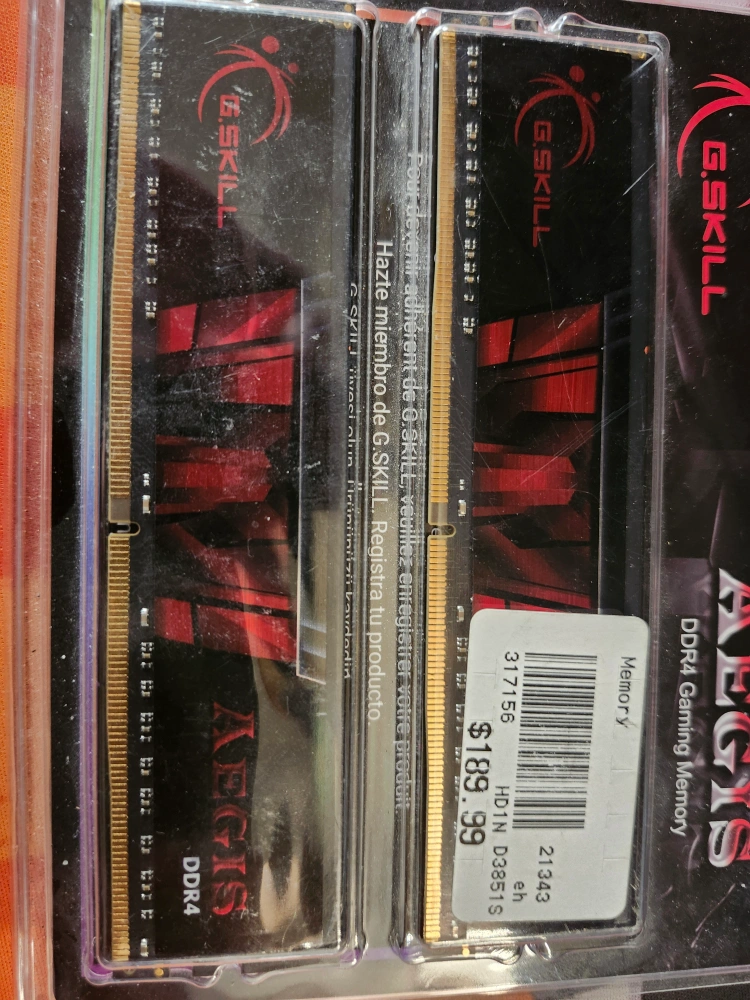 G.SKILL
AEGIS
DDR4 Gaming Memory
G.SKILL
Memory
21343
eh
317156
HD1N D3851S
$189.99
Pour devenir adhérent de G.SKILL, veuillez enregistrer votre produit.
Hazte miembro de G.SKILL. Registra tu producto.
G.SKILL
G.SKILL
AEGIS
DDR4